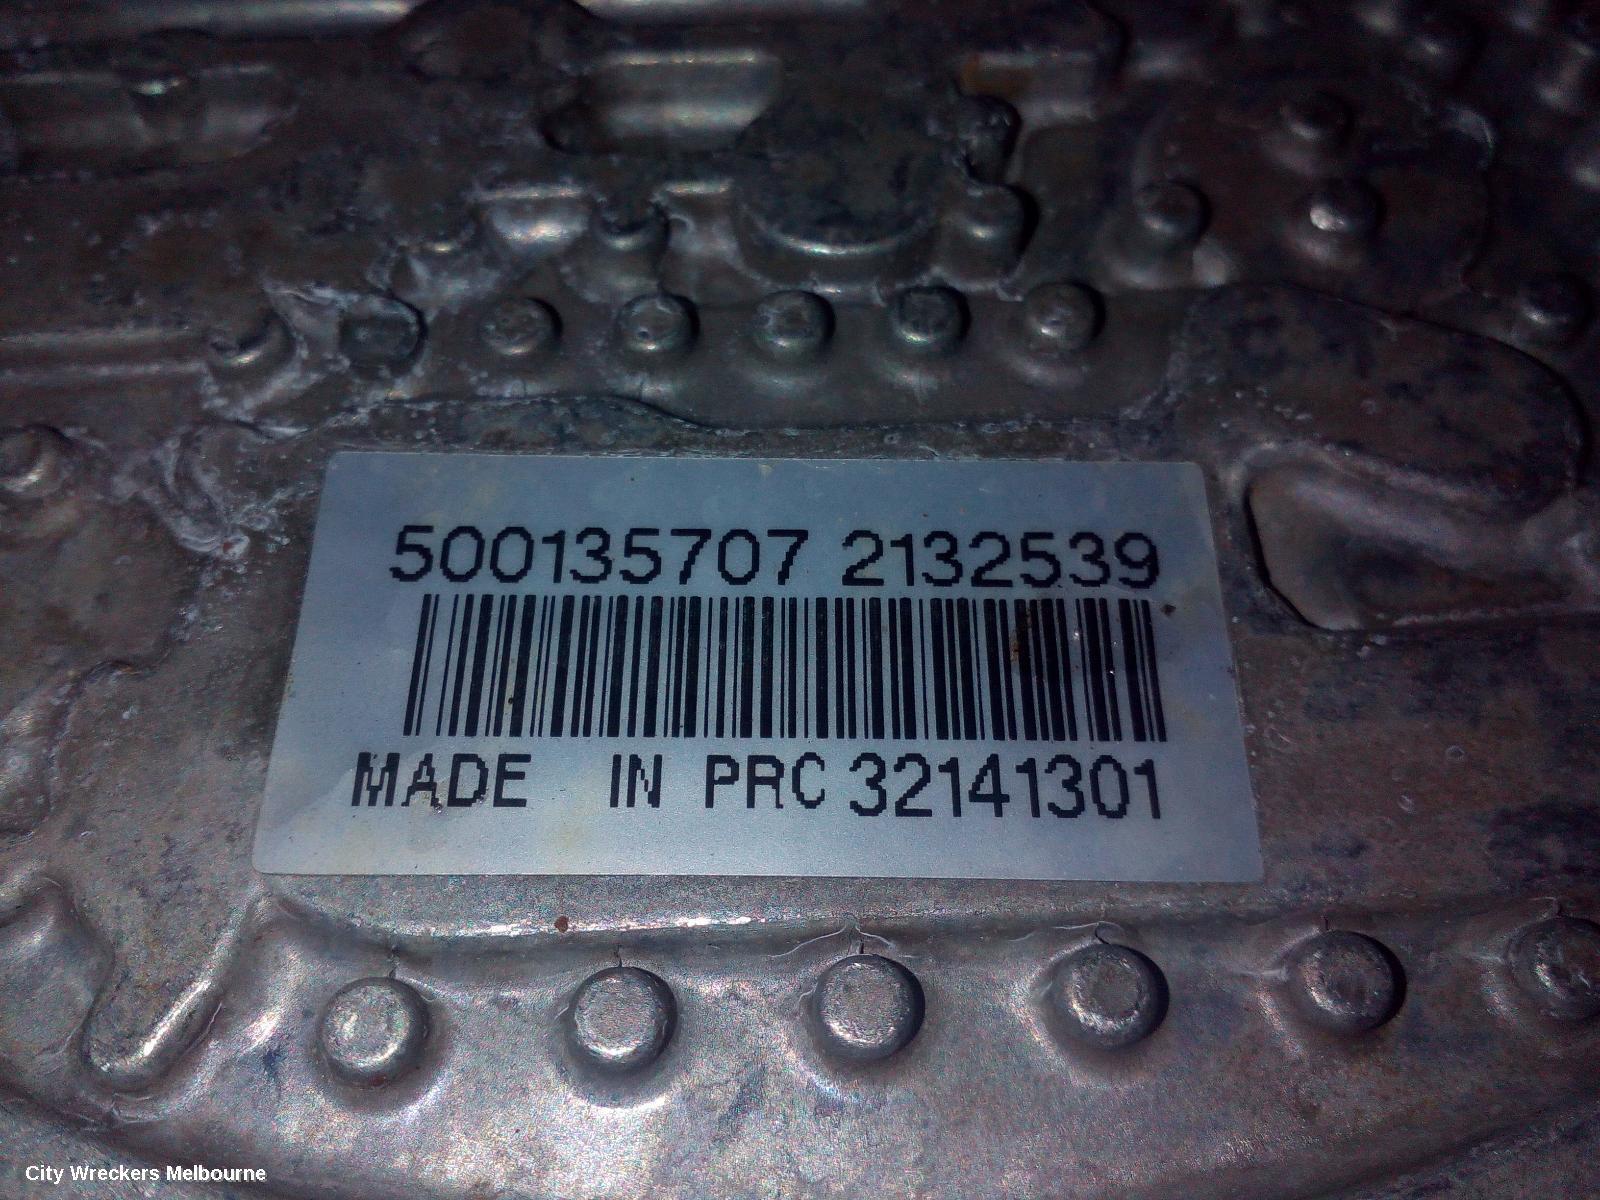 500135707 2132539
MADE IN PRC 32141301
City Wreckers Melbourne